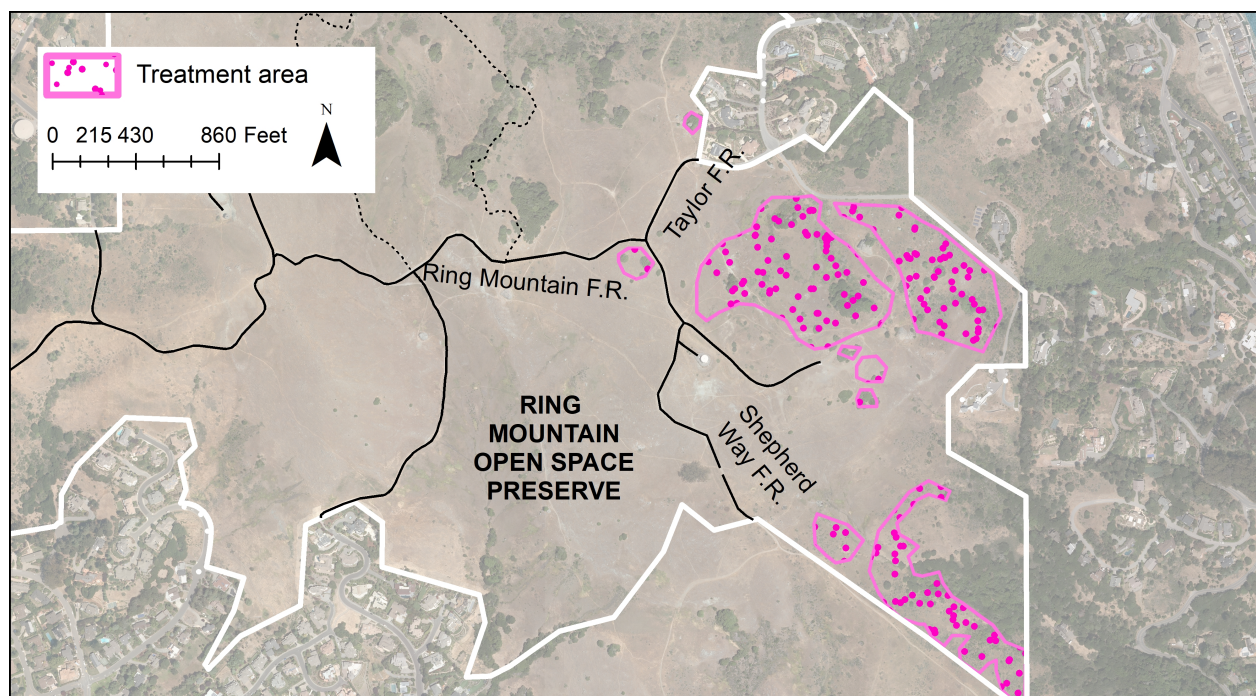 Treatment area
N
0 215 430 860 Feet
Taylor F.R.
Ring Mountain F.R.
RING
MOUNTAIN
OPEN SPACE
PRESERVE
Shepherd
Way F.R.